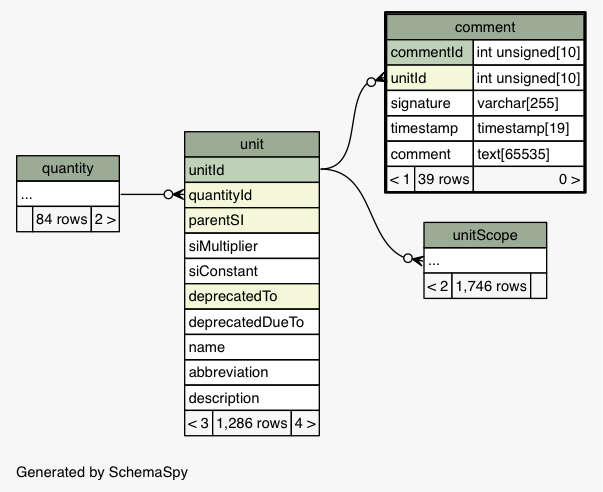 comment
commentId int unsigned[10]
unitId int unsigned[10]
signature varchar[255]
timestamp timestamp[19]
comment text[65535]
< 1 39 rows 0 >
unit
unitId
quantityId
parentSI
siMultiplier
siConstant
deprecatedTo
deprecatedDueTo
name
abbreviation
description
< 3 1,286 rows 4 >
quantity
...
84 rows 2 >
unitScope
...
< 2 1,746 rows
Generated by SchemaSpy